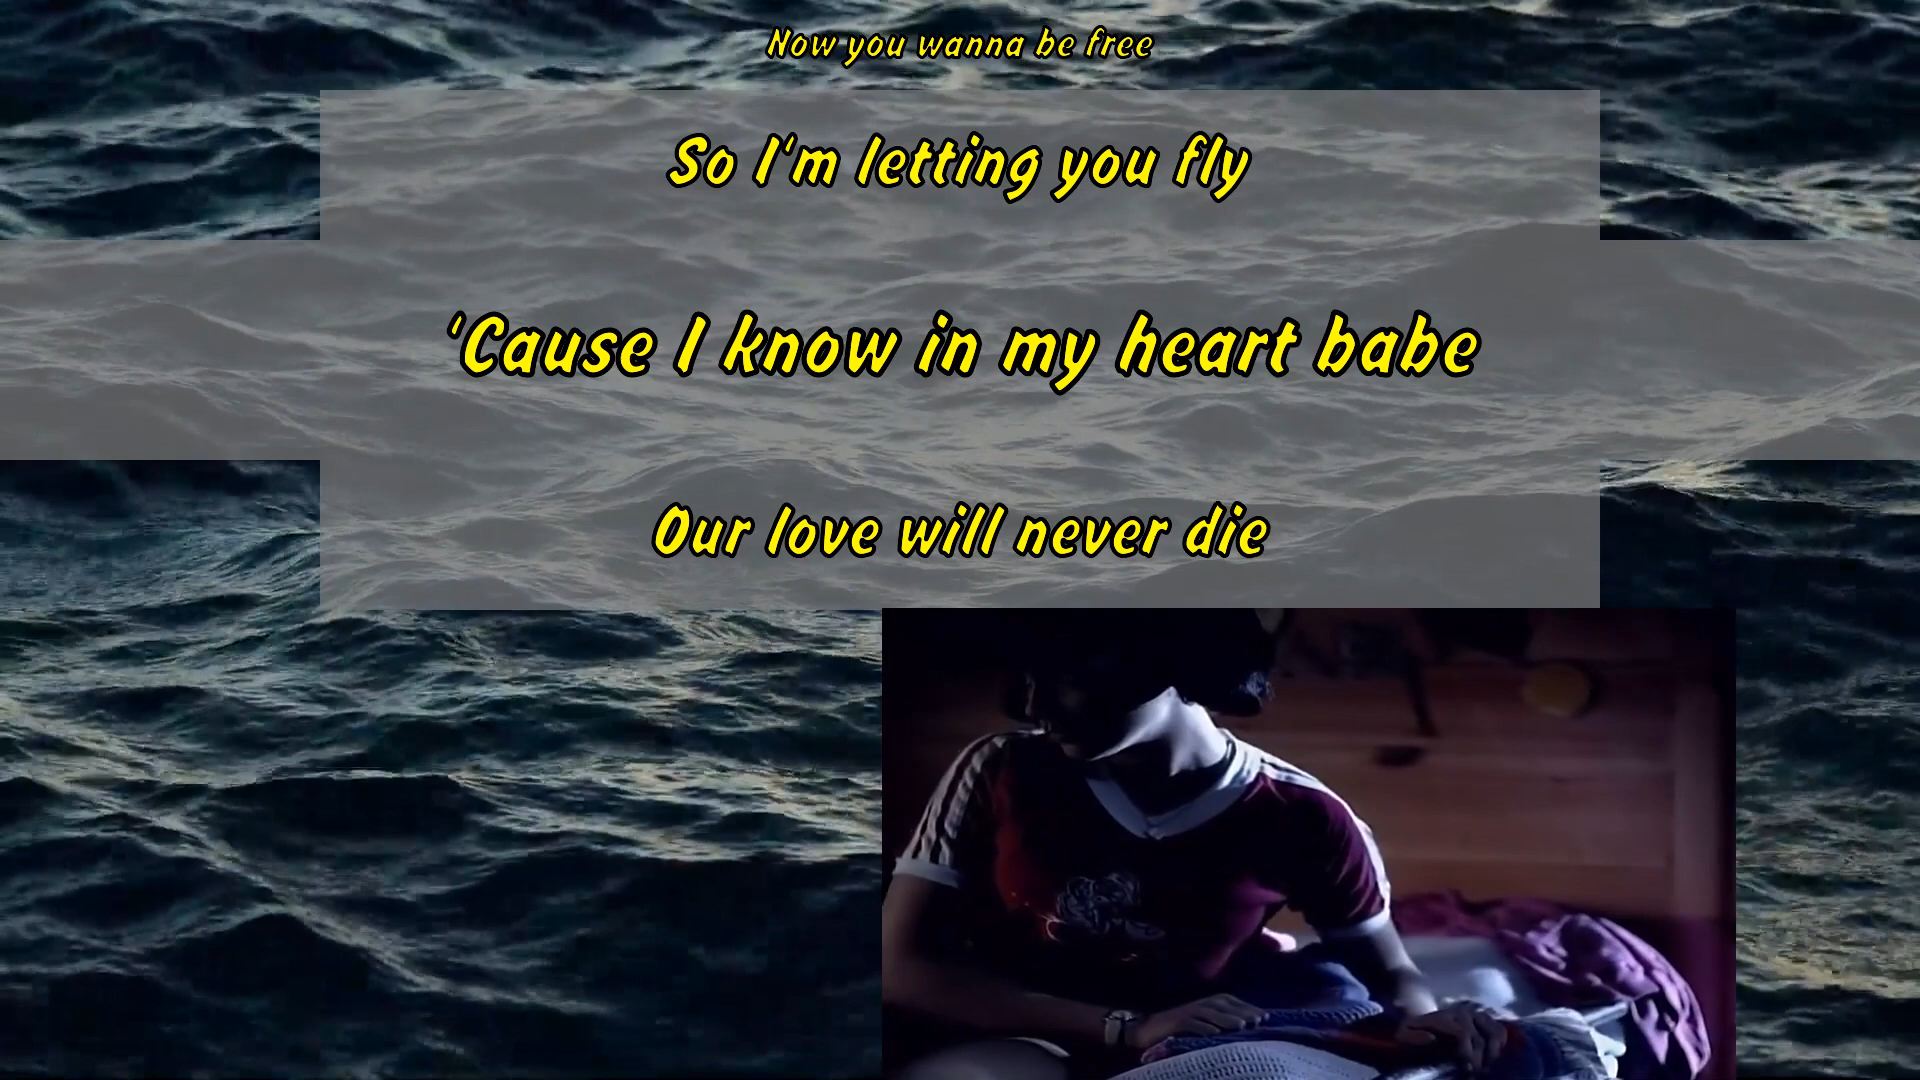 Now you wanna be free
So I'm letting you fly
'Cause I know in my heart babe
Our love will never die